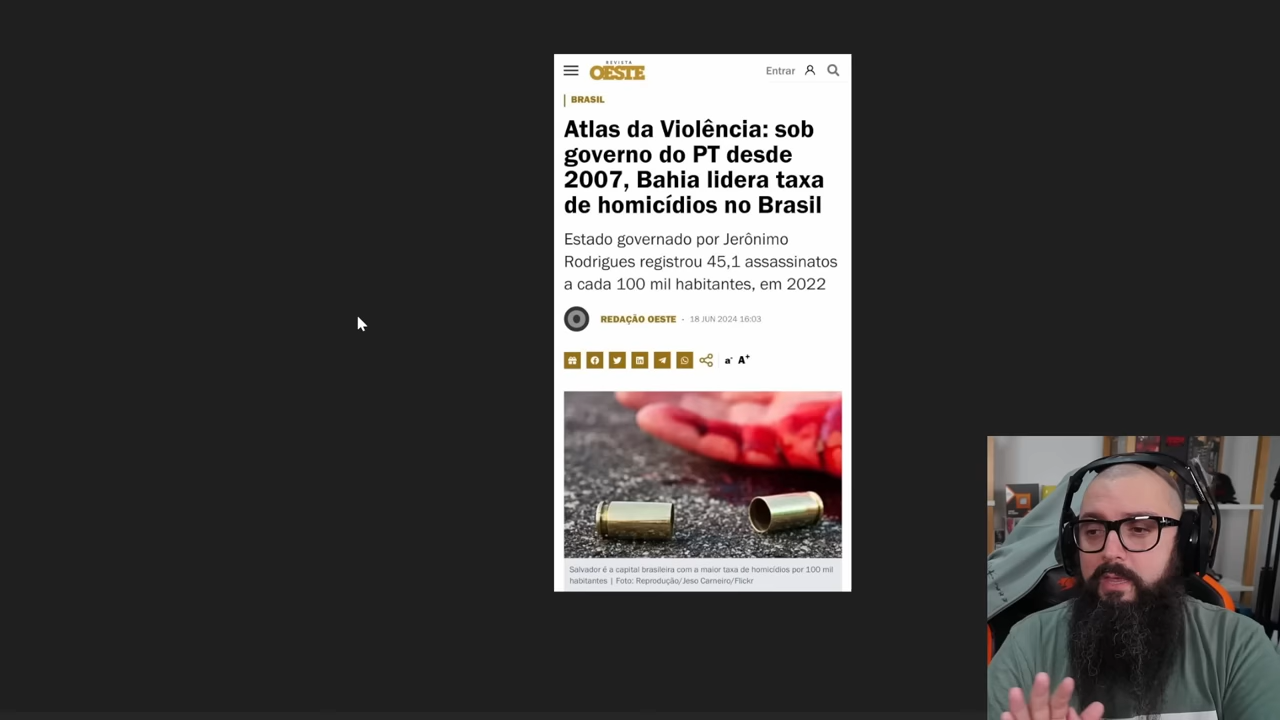 REVISTA
OESTE
Entrar
BRASIL
Atlas da Violência: sob
governo do PT desde
2007, Bahia lidera taxa
de homicídios no Brasil
Estado governado por Jerônimo
Rodrigues registrou 45,1 assassinatos
a cada 100 mil habitantes, em 2022
REDAÇÃO OESTE - 18 JUN 2024 16:03
a- A+
Salvador é a capital brasileira com a maior taxa de homicídios por 100 mil
habitantes | Foto: Reprodução/Jeso Carneiro/Flickr